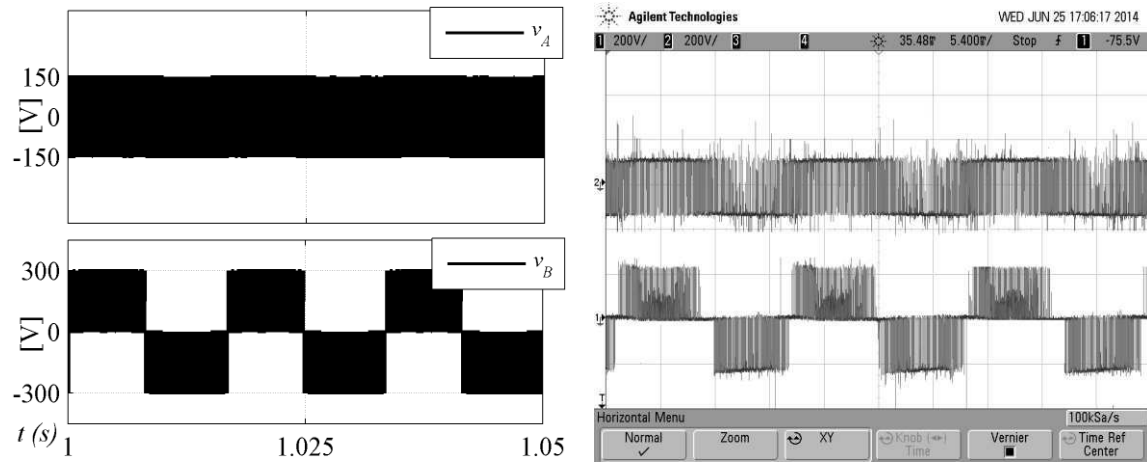 v_A
150
0
-150
[V]
v_B
300
0
-300
[V]
t (s)
1
1.025
1.05
Agilent Technologies
WED JUN 25 17:06:17 2014
1 200V/ 2 200V/ 3 4 35.48ms 5.400ms/ Stop 1 -75.5V
2
1
T
Horizontal Menu
100kSa/s
Normal
Zoom
XY
Knob
Time
Vernier
Time Ref
Center